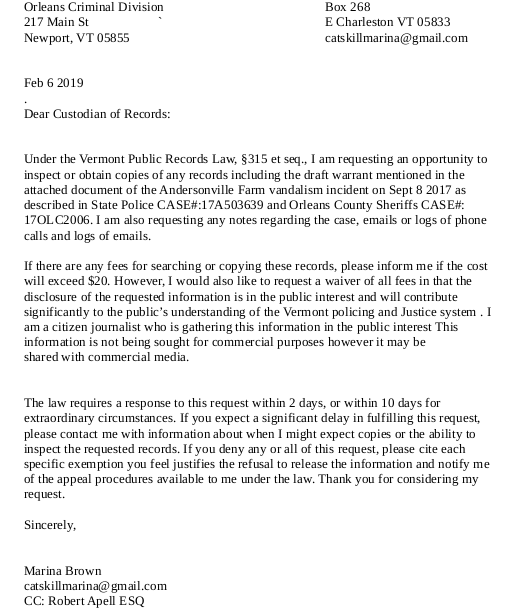 Orleans Criminal Division
Box 268
217 Main St `
E Charleston VT 05833
Newport, VT 05855
catskillmarina@gmail.com
Feb 6 2019
.
Dear Custodian of Records:
Under the Vermont Public Records Law, §315 et seq., I am requesting an opportunity to
inspect or obtain copies of any records including the draft warrant mentioned in the
attached document of the Andersonville Farm vandalism incident on Sept 8 2017 as
described in State Police CASE#:17A503639 and Orleans County Sheriffs CASE#:
17OLC2006. I am also requesting any notes regarding the case, emails or logs of phone
calls and logs of emails.
If there are any fees for searching or copying these records, please inform me if the cost
will exceed $20. However, I would also like to request a waiver of all fees in that the
disclosure of the requested information is in the public interest and will contribute
significantly to the public’s understanding of the Vermont policing and Justice system . I
am a citizen journalist who is gathering this information in the public interest This
information is not being sought for commercial purposes however it may be
shared with commercial media.
The law requires a response to this request within 2 days, or within 10 days for
extraordinary circumstances. If you expect a significant delay in fulfilling this request,
please contact me with information about when I might expect copies or the ability to
inspect the requested records. If you deny any or all of this request, please cite each
specific exemption you feel justifies the refusal to release the information and notify me
of the appeal procedures available to me under the law. Thank you for considering my
request.
Sincerely,
Marina Brown
catskillmarina@gmail.com
CC: Robert Apell ESQ